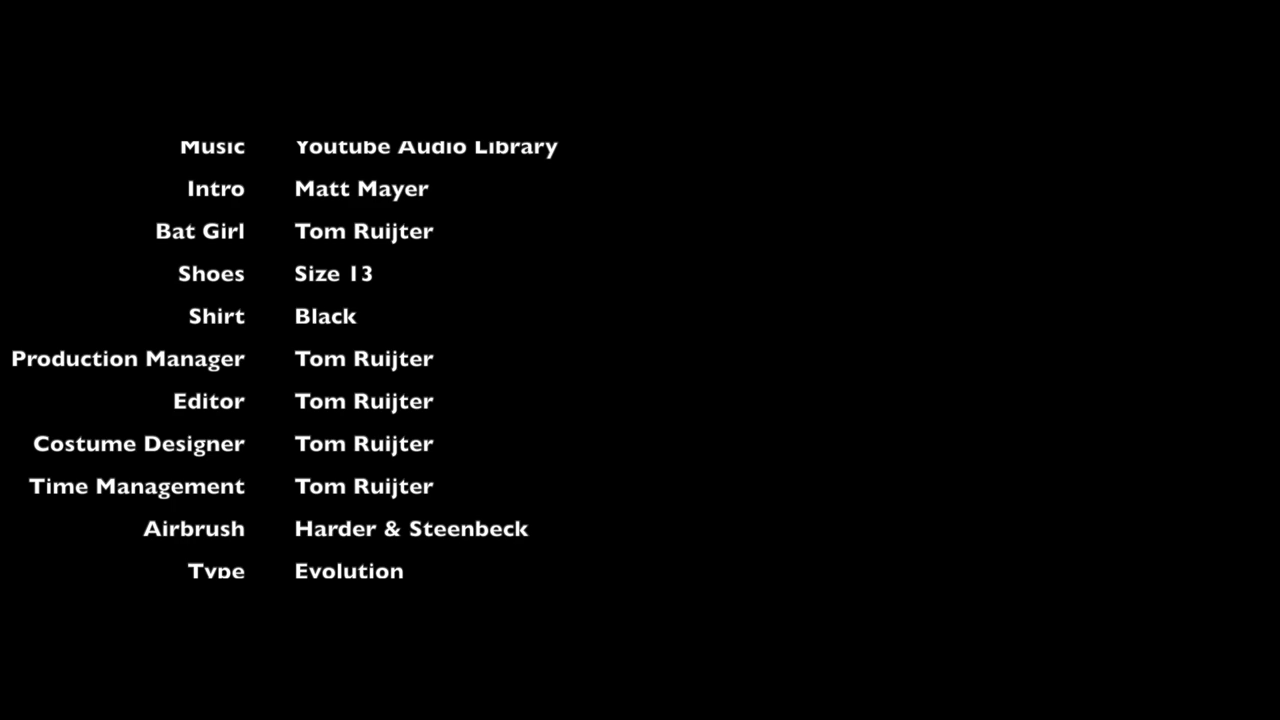 Music Youtube Audio Library
Intro Matt Mayer
Bat Girl Tom Ruijter
Shoes Size 13
Shirt Black
Production Manager Tom Ruijter
Editor Tom Ruijter
Costume Designer Tom Ruijter
Time Management Tom Ruijter
Airbrush Harder & Steenbeck
Type Evolution